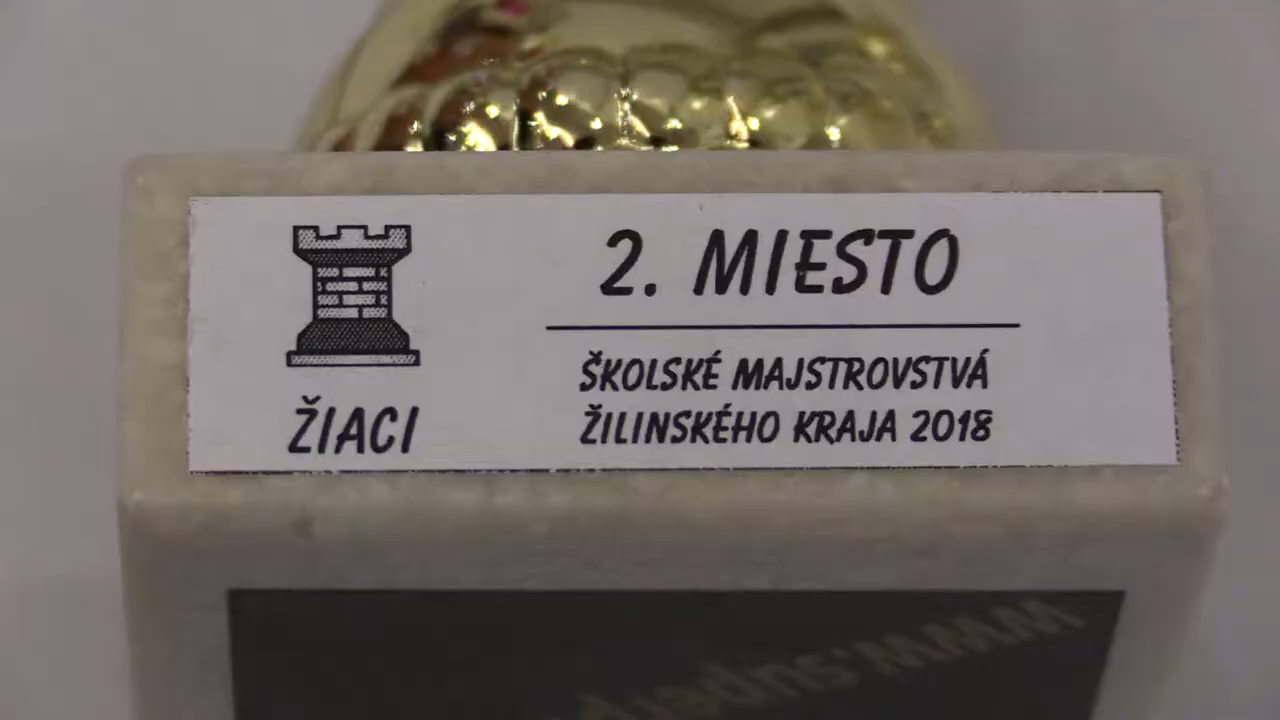 2. MIESTO
ŠKOLSKÉ MAJSTROVSTVÁ
ŽILINSKÉHO KRAJA 2018
ŽIACI